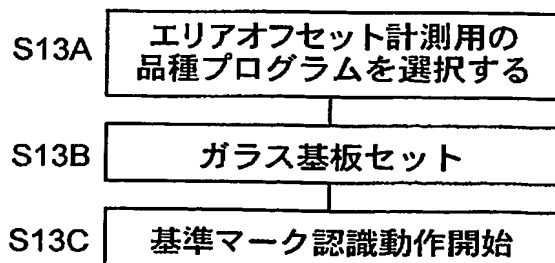 S13A
エリアオフセット計測用の
品種プログラムを選択する
S13B
ガラス基板セット
S13C
基準マーク認識動作開始